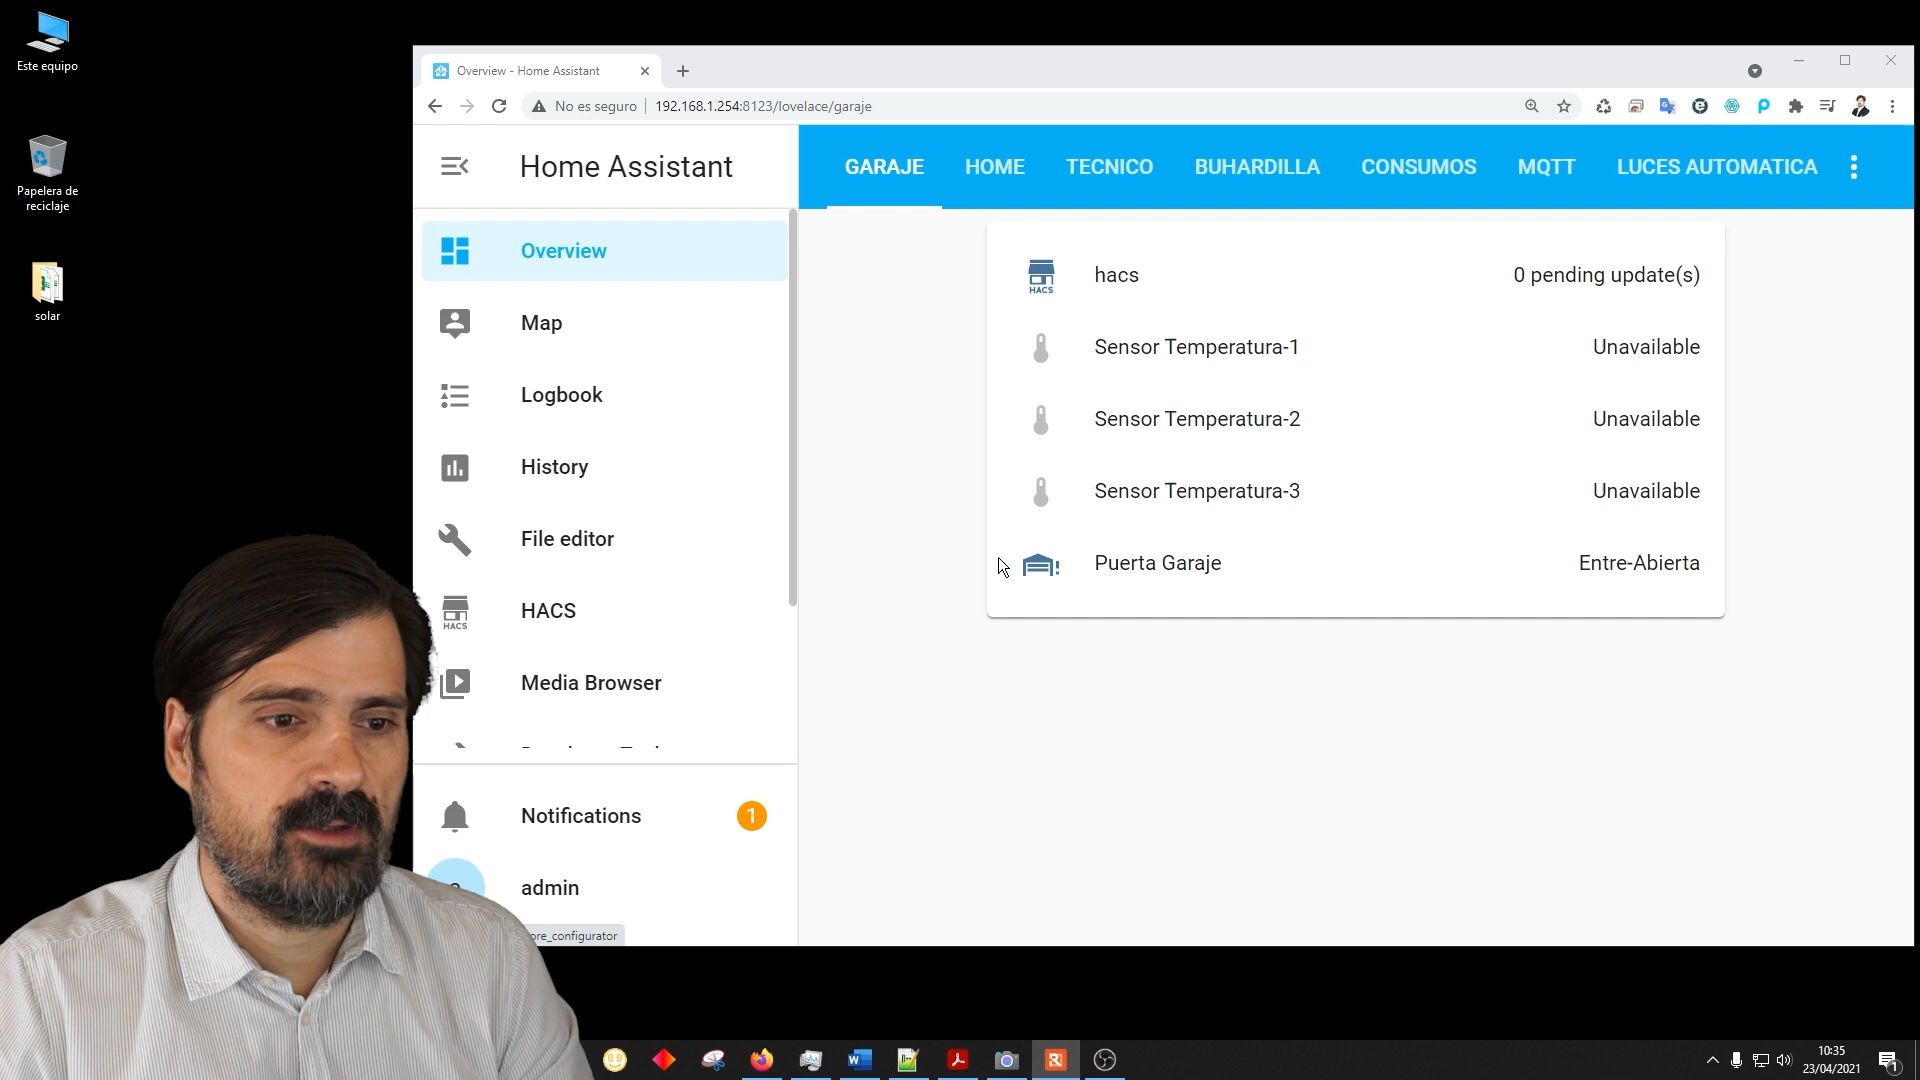 Este equipo
Papelera de
reciclaje
solar
Overview - Home Assistant
No es seguro
192.168.1.254:8123/lovelace/garaje
Home Assistant
GARAJE
HOME
TECNICO
BUHARDILLA
CONSUMOS
MQTT
LUCES AUTOMATICA
Overview
Map
Logbook
History
File editor
HACS
HACS
Media Browser
Notifications
1
admin
HACS
hacs
0 pending update(s)
Sensor Temperatura-1
Unavailable
Sensor Temperatura-2
Unavailable
Sensor Temperatura-3
Unavailable
Puerta Garaje
Entre-Abierta
10:35
23/04/2021
1